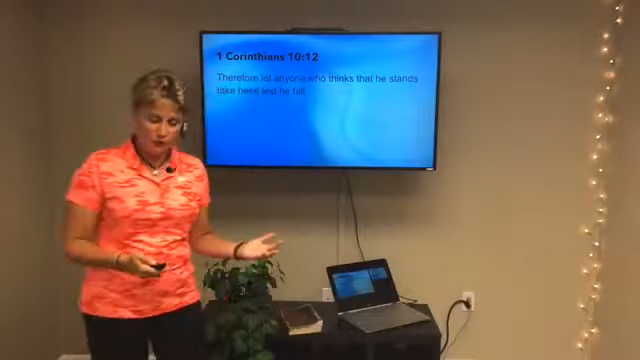 1 Corinthians 10:12
Therefore let anyone who thinks that he stands
take heed lest he fall.